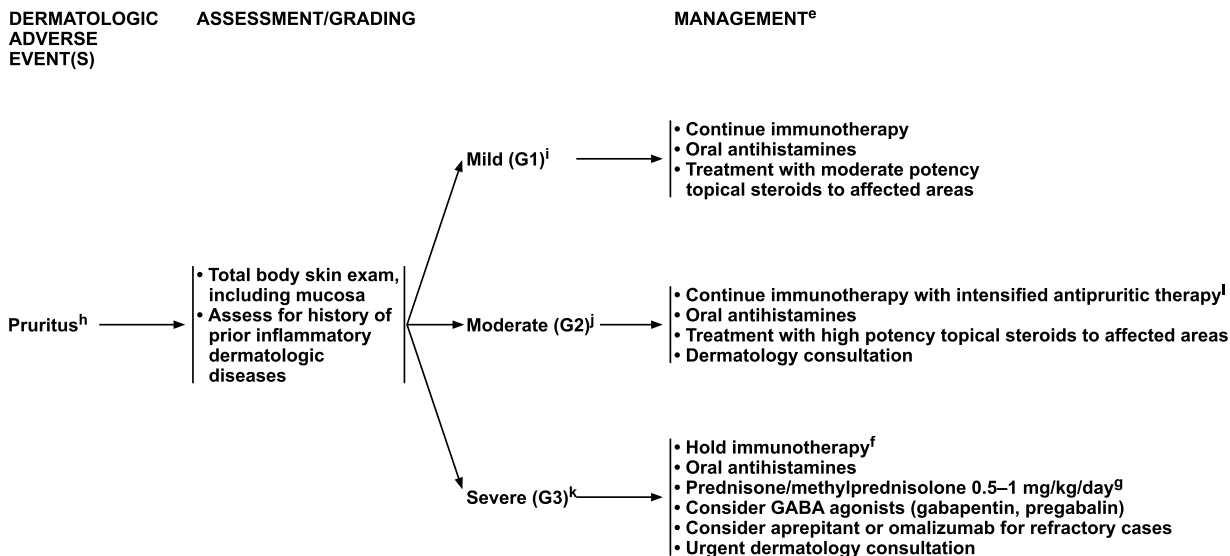 DERMATOLOGIC
ADVERSE
EVENT(S)
ASSESSMENT/GRADING
MANAGEMENTᵉ
Pruritusʰ
• Total body skin exam,
including mucosa
• Assess for history of
prior inflammatory
dermatologic
diseases
Mild (G1)ⁱ
• Continue immunotherapy
• Oral antihistamines
• Treatment with moderate potency
topical steroids to affected areas
Moderate (G2)ʲ
• Continue immunotherapy with intensified antipruritic therapyˡ
• Oral antihistamines
• Treatment with high potency topical steroids to affected areas
• Dermatology consultation
Severe (G3)ᵏ
• Hold immunotherapyᶠ
• Oral antihistamines
• Prednisone/methylprednisolone 0.5–1 mg/kg/dayᵍ
• Consider GABA agonists (gabapentin, pregabalin)
• Consider aprepitant or omalizumab for refractory cases
• Urgent dermatology consultation